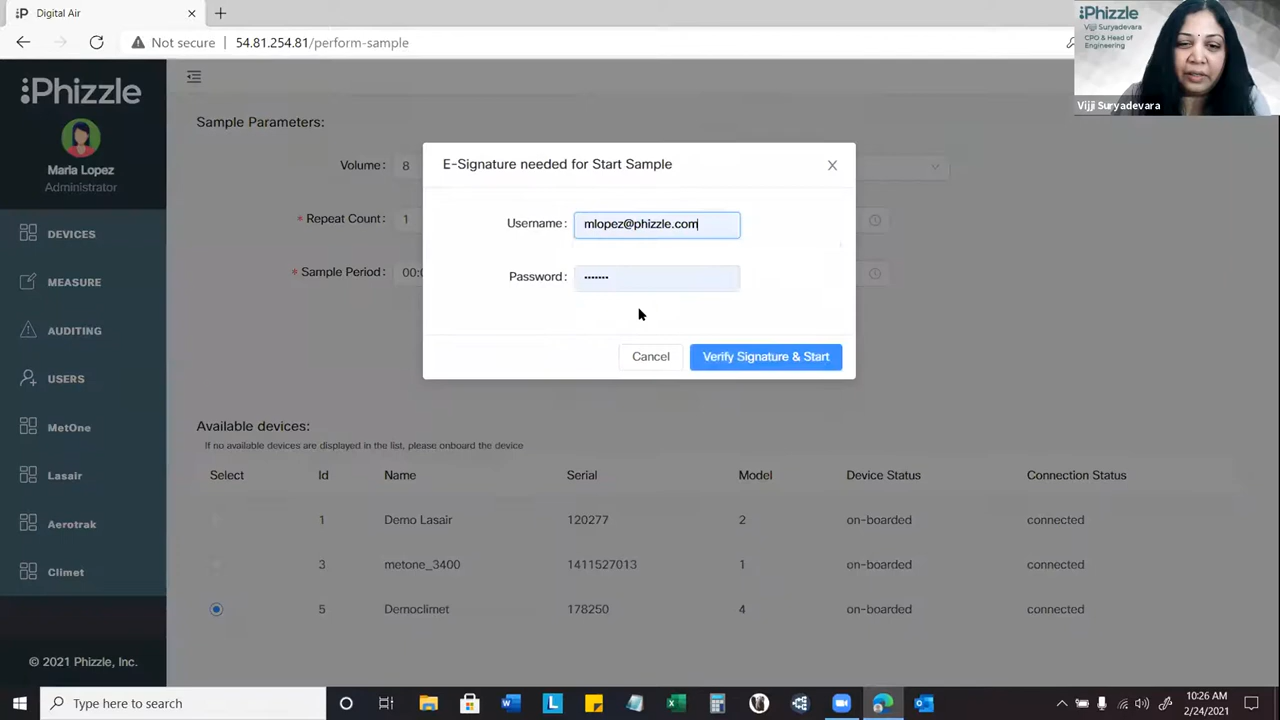 Digital Air
Not secure 54.81.254.81/perform-sample
iPhizzle
Vijji Suryadevara
CPO & Head of
Engineering
Vijji Suryadevara
iPhizzle
Maria Lopez
Administrator
DEVICES
MEASURE
AUDITING
USERS
MetOne
Lasair
Aerotrak
Climet
© 2021 Phizzle, Inc.
Sample Parameters:
Volume: 8
* Repeat Count: 1
* Sample Period: 00:0
E-Signature needed for Start Sample
Username: mlopez@phizzle.com
Password: •••••••
Cancel Verify Signature & Start
Available devices:
If no available devices are displayed in the list, please onboard the device
Select Id Name Serial Model Device Status Connection Status
1 Demo Lasair 120277 2 on-boarded connected
3 metone_3400 1411527013 1 on-boarded connected
5 Democlimet 178250 4 on-boarded connected
Type here to search
10:26 AM
2/24/2021